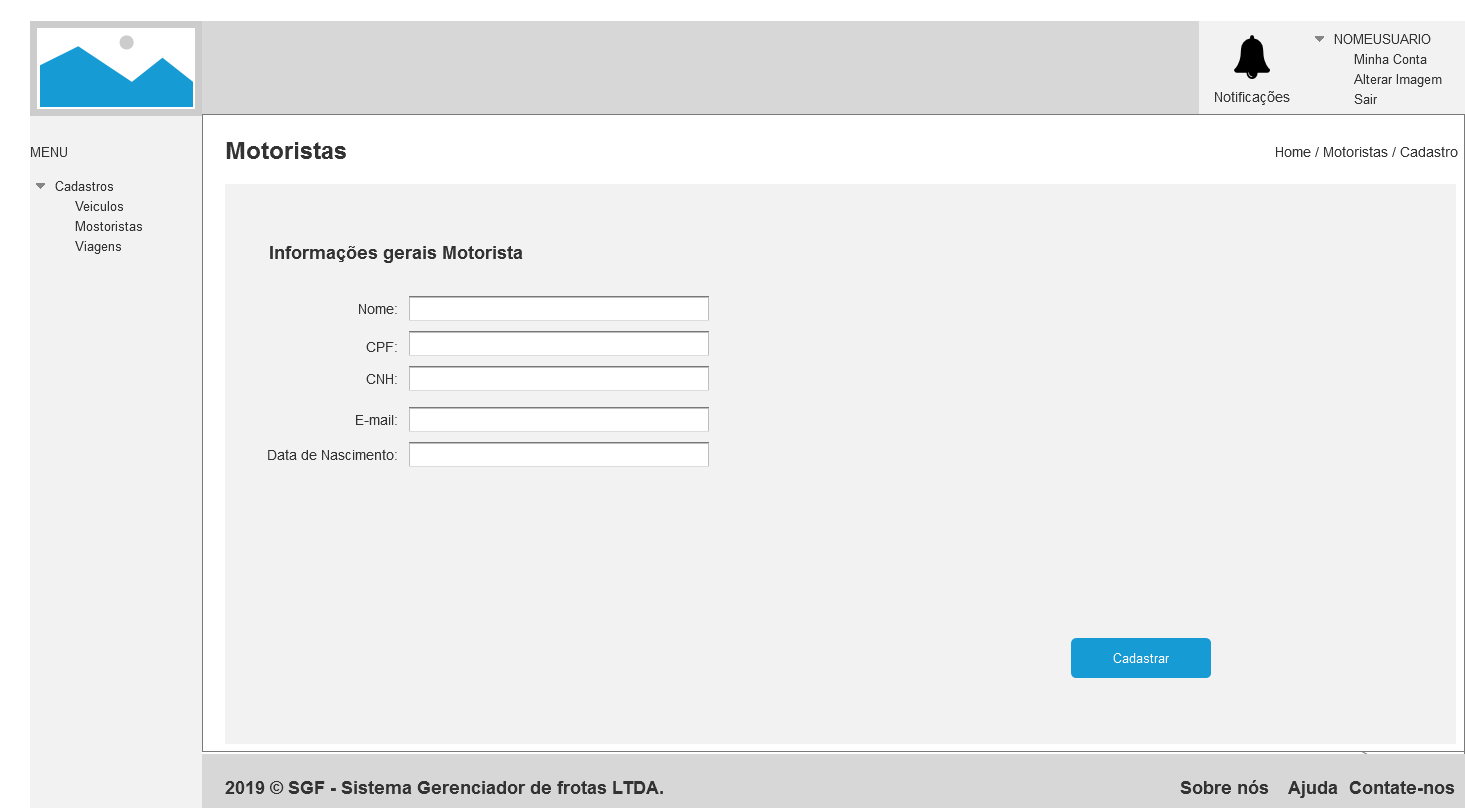 NOMEUSUARIO
Minha Conta
Alterar Imagem
Notificações
Sair
MENU
Cadastros
Veiculos
Mostoristas
Viagens
Motoristas
Home / Motoristas / Cadastro
Informações gerais Motorista
Nome:
CPF:
CNH:
E-mail:
Data de Nascimento:
Cadastrar
2019 © SGF - Sistema Gerenciador de frotas LTDA.
Sobre nós Ajuda Contate-nos